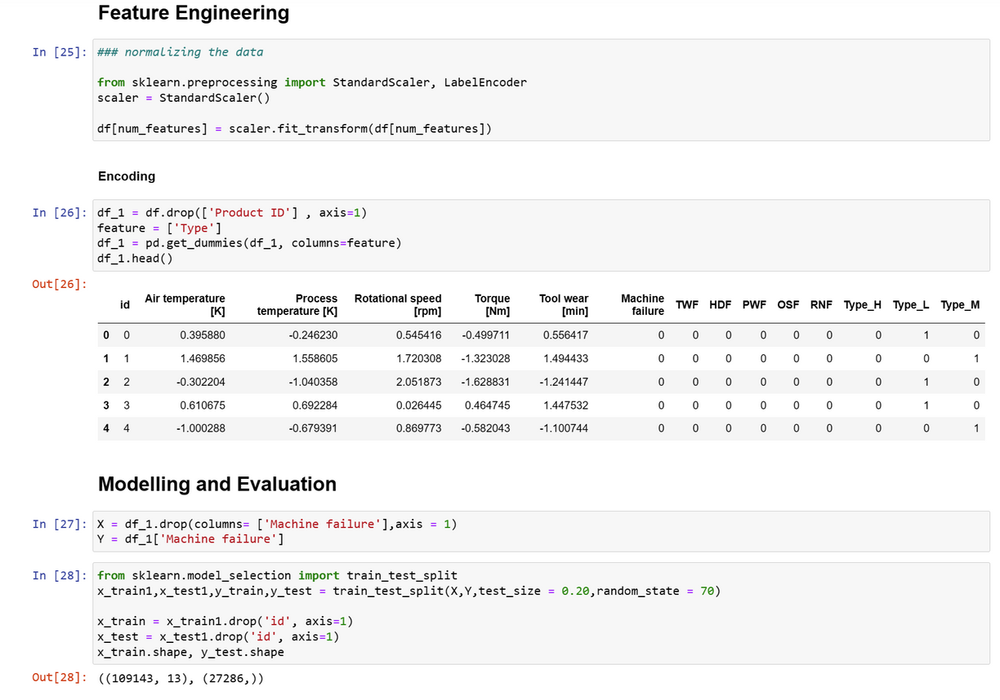 Feature Engineering
In [25]: ### normalizing the data
from sklearn.preprocessing import StandardScaler, LabelEncoder
scaler = StandardScaler()
df[num_features] = scaler.fit_transform(df[num_features])
Encoding
In [26]: df_1 = df.drop(['Product ID'] , axis=1)
feature = ['Type']
df_1 = pd.get_dummies(df_1, columns=feature)
df_1.head()
Out[26]:
id Air temperature [K] Process temperature [K] Rotational speed [rpm] Torque [Nm] Tool wear [min] Machine failure TWF HDF PWF OSF RNF Type_H Type_L Type_M
0 0 0.395880 -0.246230 0.545416 -0.499711 0.556417 0 0 0 0 0 0 0 1 0
1 1 1.469856 1.558605 1.720308 -1.323028 1.494433 0 0 0 0 0 0 0 0 1
2 2 -0.302204 -1.040358 2.051873 -1.628831 -1.241447 0 0 0 0 0 0 0 1 0
3 3 0.610675 0.692284 0.026445 0.464745 1.447532 0 0 0 0 0 0 0 1 0
4 4 -1.000288 -0.679391 0.869773 -0.582043 -1.100744 0 0 0 0 0 0 0 0 1
Modelling and Evaluation
In [27]: X = df_1.drop(columns= ['Machine failure'],axis = 1)
Y = df_1['Machine failure']
In [28]: from sklearn.model_selection import train_test_split
x_train1,x_test1,y_train,y_test = train_test_split(X,Y,test_size = 0.20,random_state = 70)
x_train = x_train1.drop('id', axis=1)
x_test = x_test1.drop('id', axis=1)
x_train.shape, y_test.shape
Out[28]: ((109143, 13), (27286,))